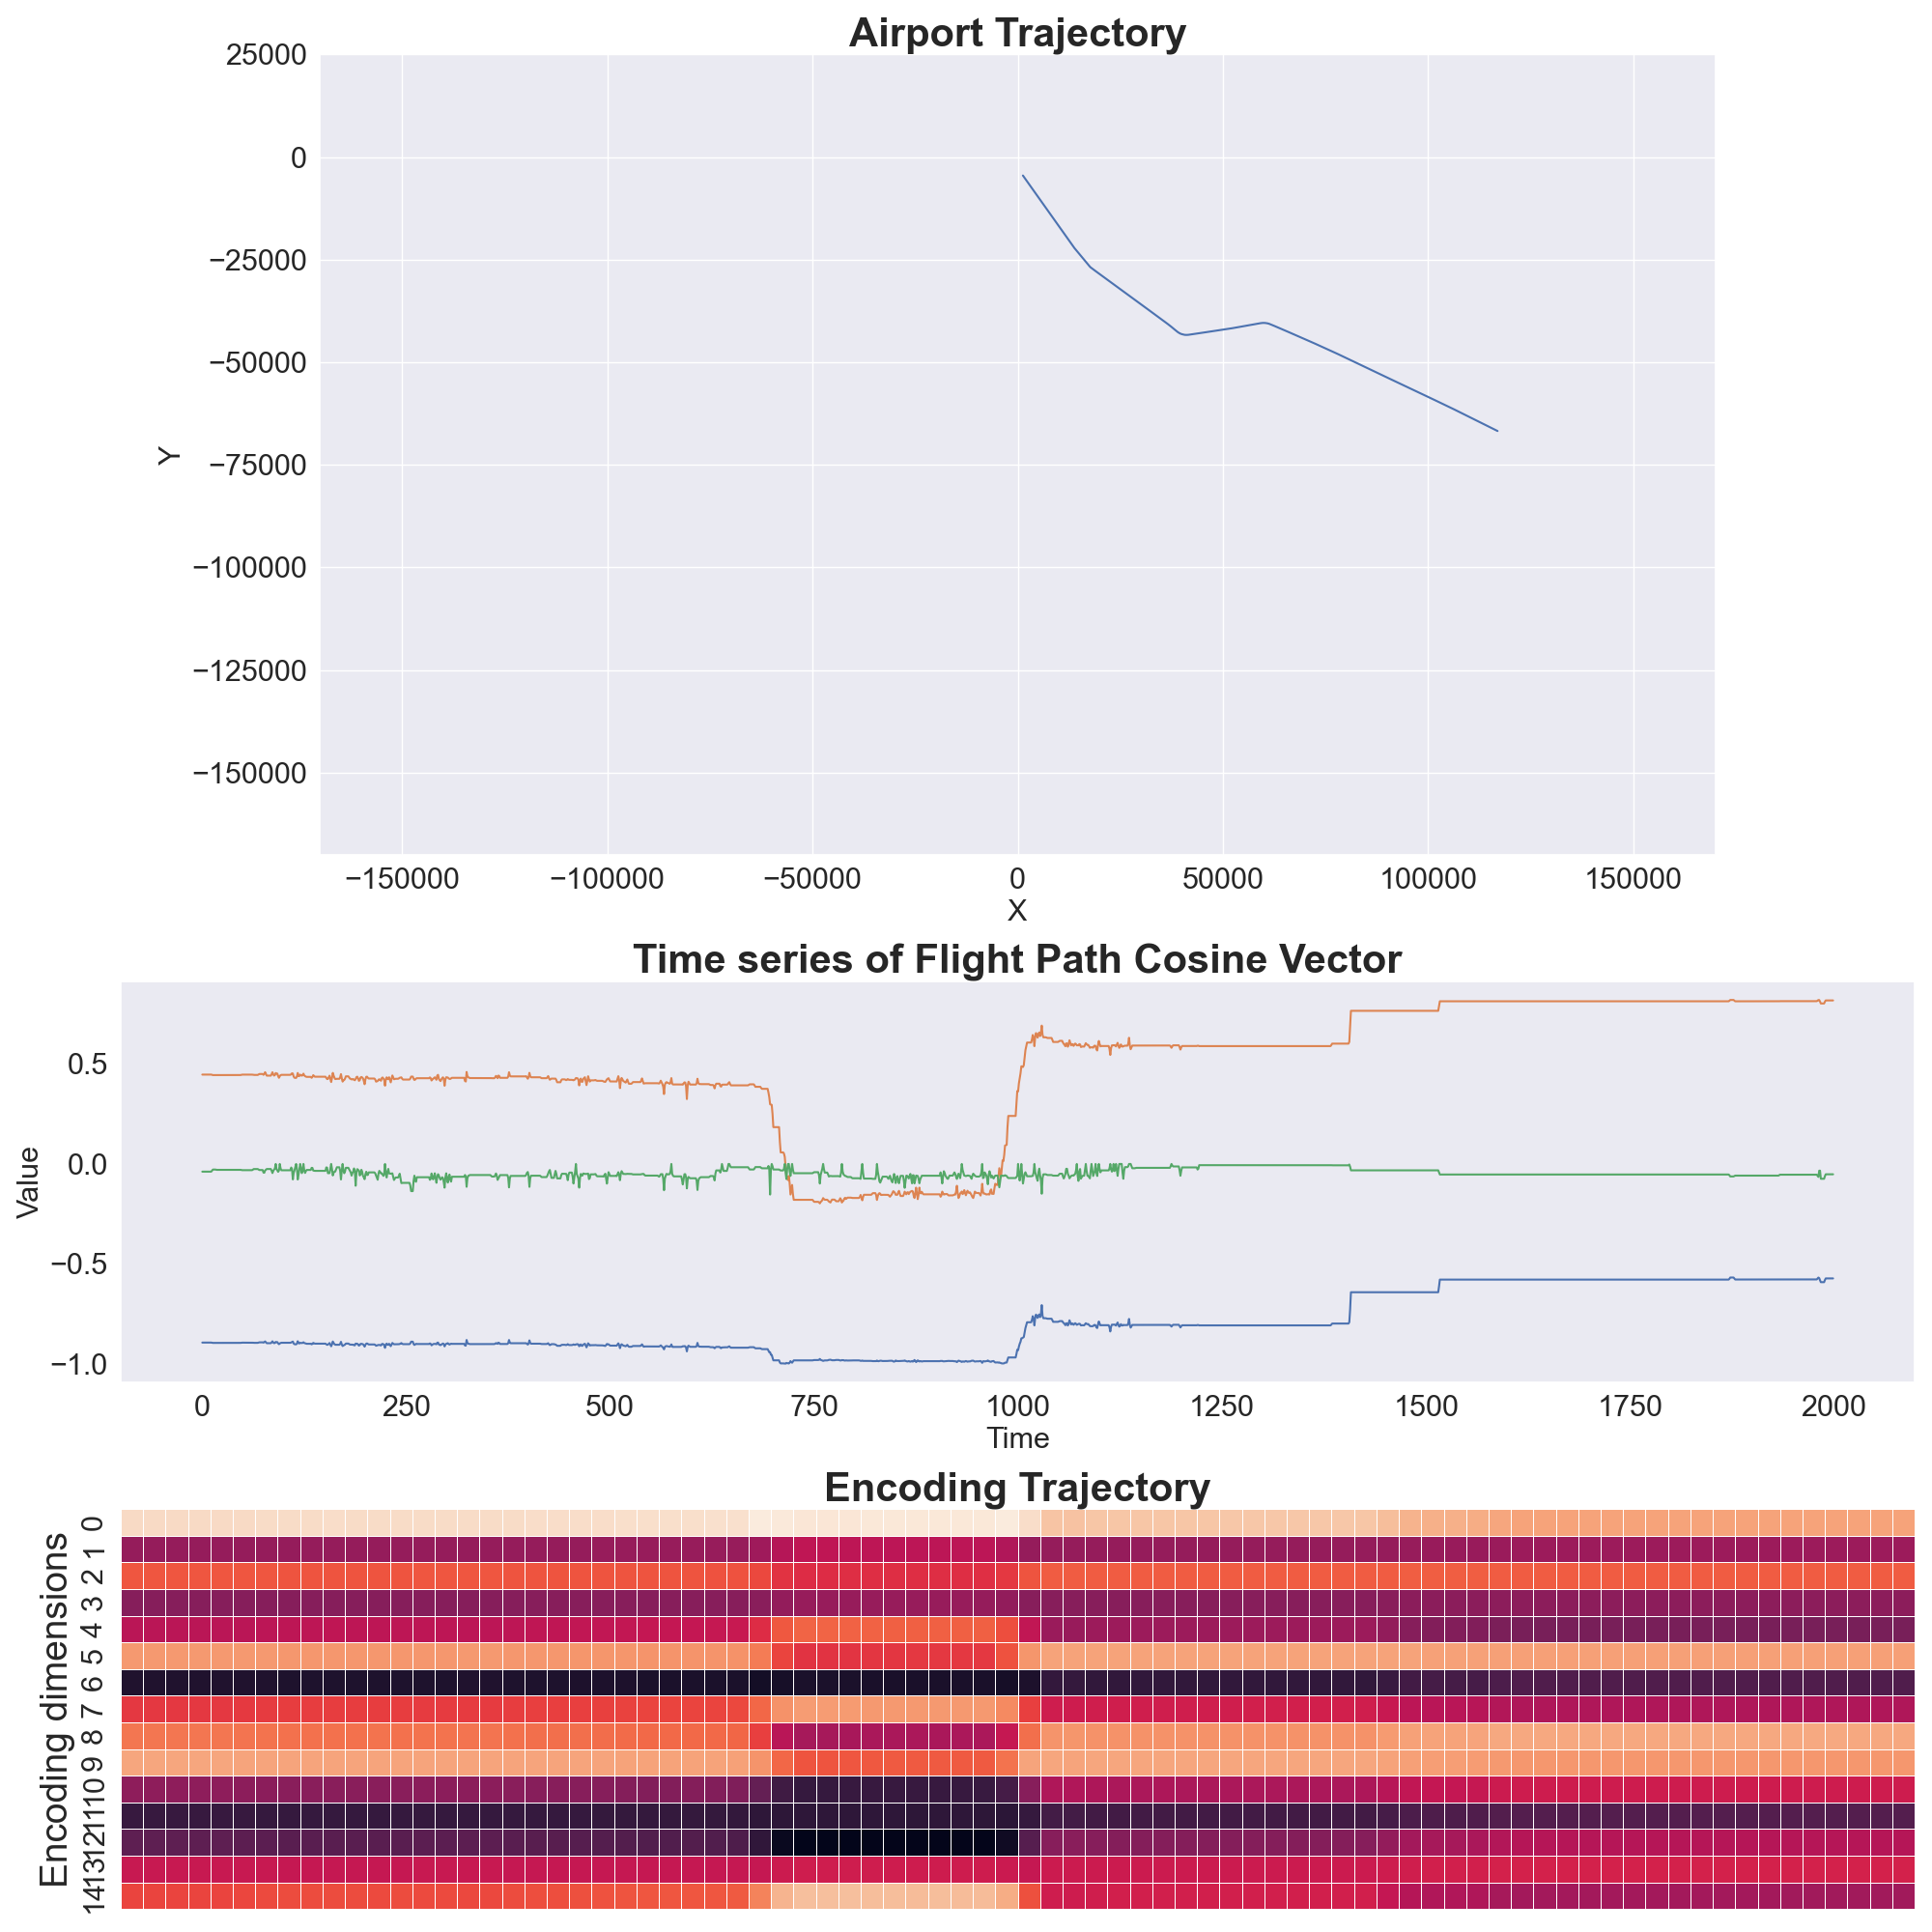 Airport Trajectory
25000
0
−25000
−50000
−75000
−100000
−125000
−150000
Y
−150000 −100000 −50000 0 50000 100000 150000
X
Time series of Flight Path Cosine Vector
0.5
0.0
−0.5
−1.0
Value
0 250 500 750 1000 1250 1500 1750 2000
Time
Encoding Trajectory
Encoding dimensions
0
1
2
3
4
5
6
7
8
9
10
11
12
13
14